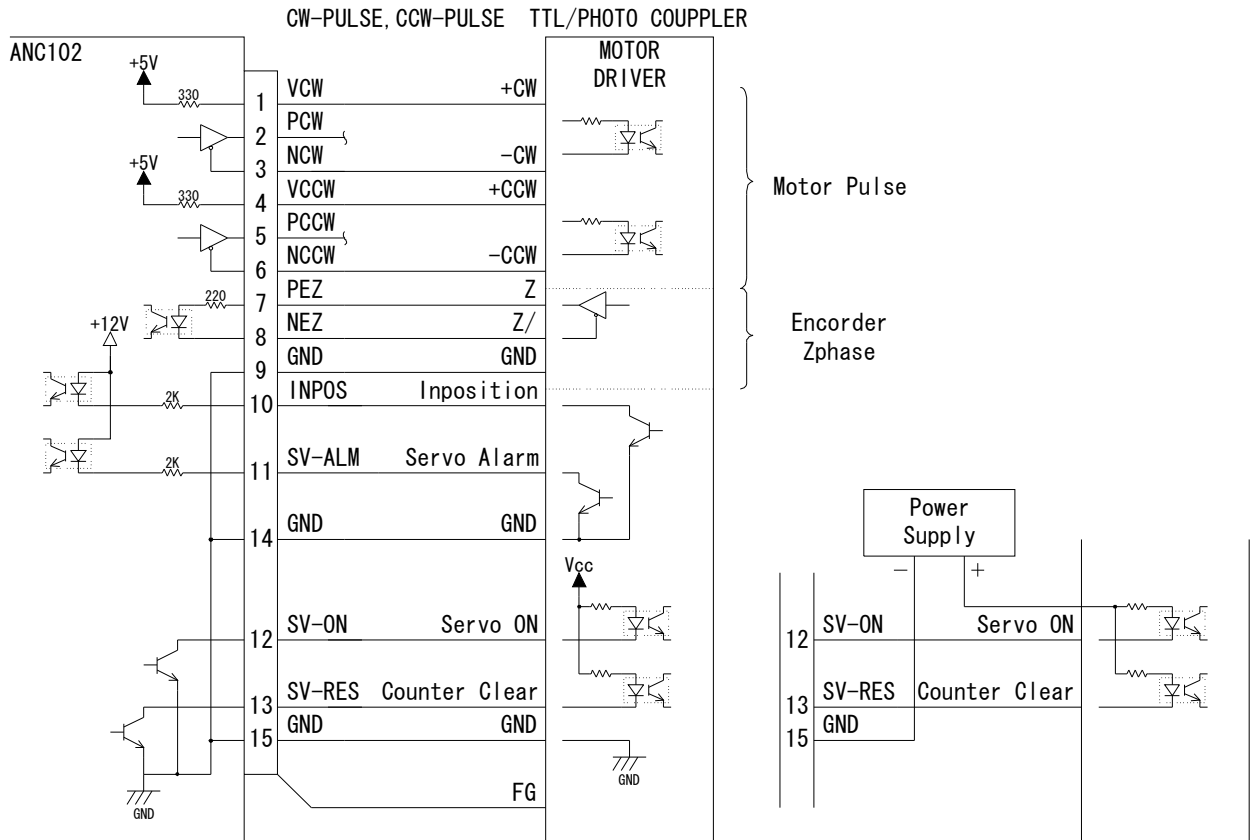 CW-PULSE,CCW-PULSE TTL/PHOTO COUPPLER
ANC102
MOTOR
DRIVER
+5V
330
1
VCW
+CW
2
PCW
3
NCW
-CW
+5V
330
4
VCCW
+CCW
5
PCCW
6
NCCW
-CCW
Motor Pulse
220
7
PEZ
Z
8
NEZ
Z/
9
GND
GND
Encorder
Zphase
+12V
2K
10
INPOS
Inposition
2K
11
SV-ALM
Servo Alarm
14
GND
GND
Vcc
12
SV-ON
Servo ON
13
SV-RES
Counter Clear
15
GND
GND
GND
GND
FG
Power
Supply
-
+
12
SV-ON
Servo ON
13
SV-RES
Counter Clear
15
GND